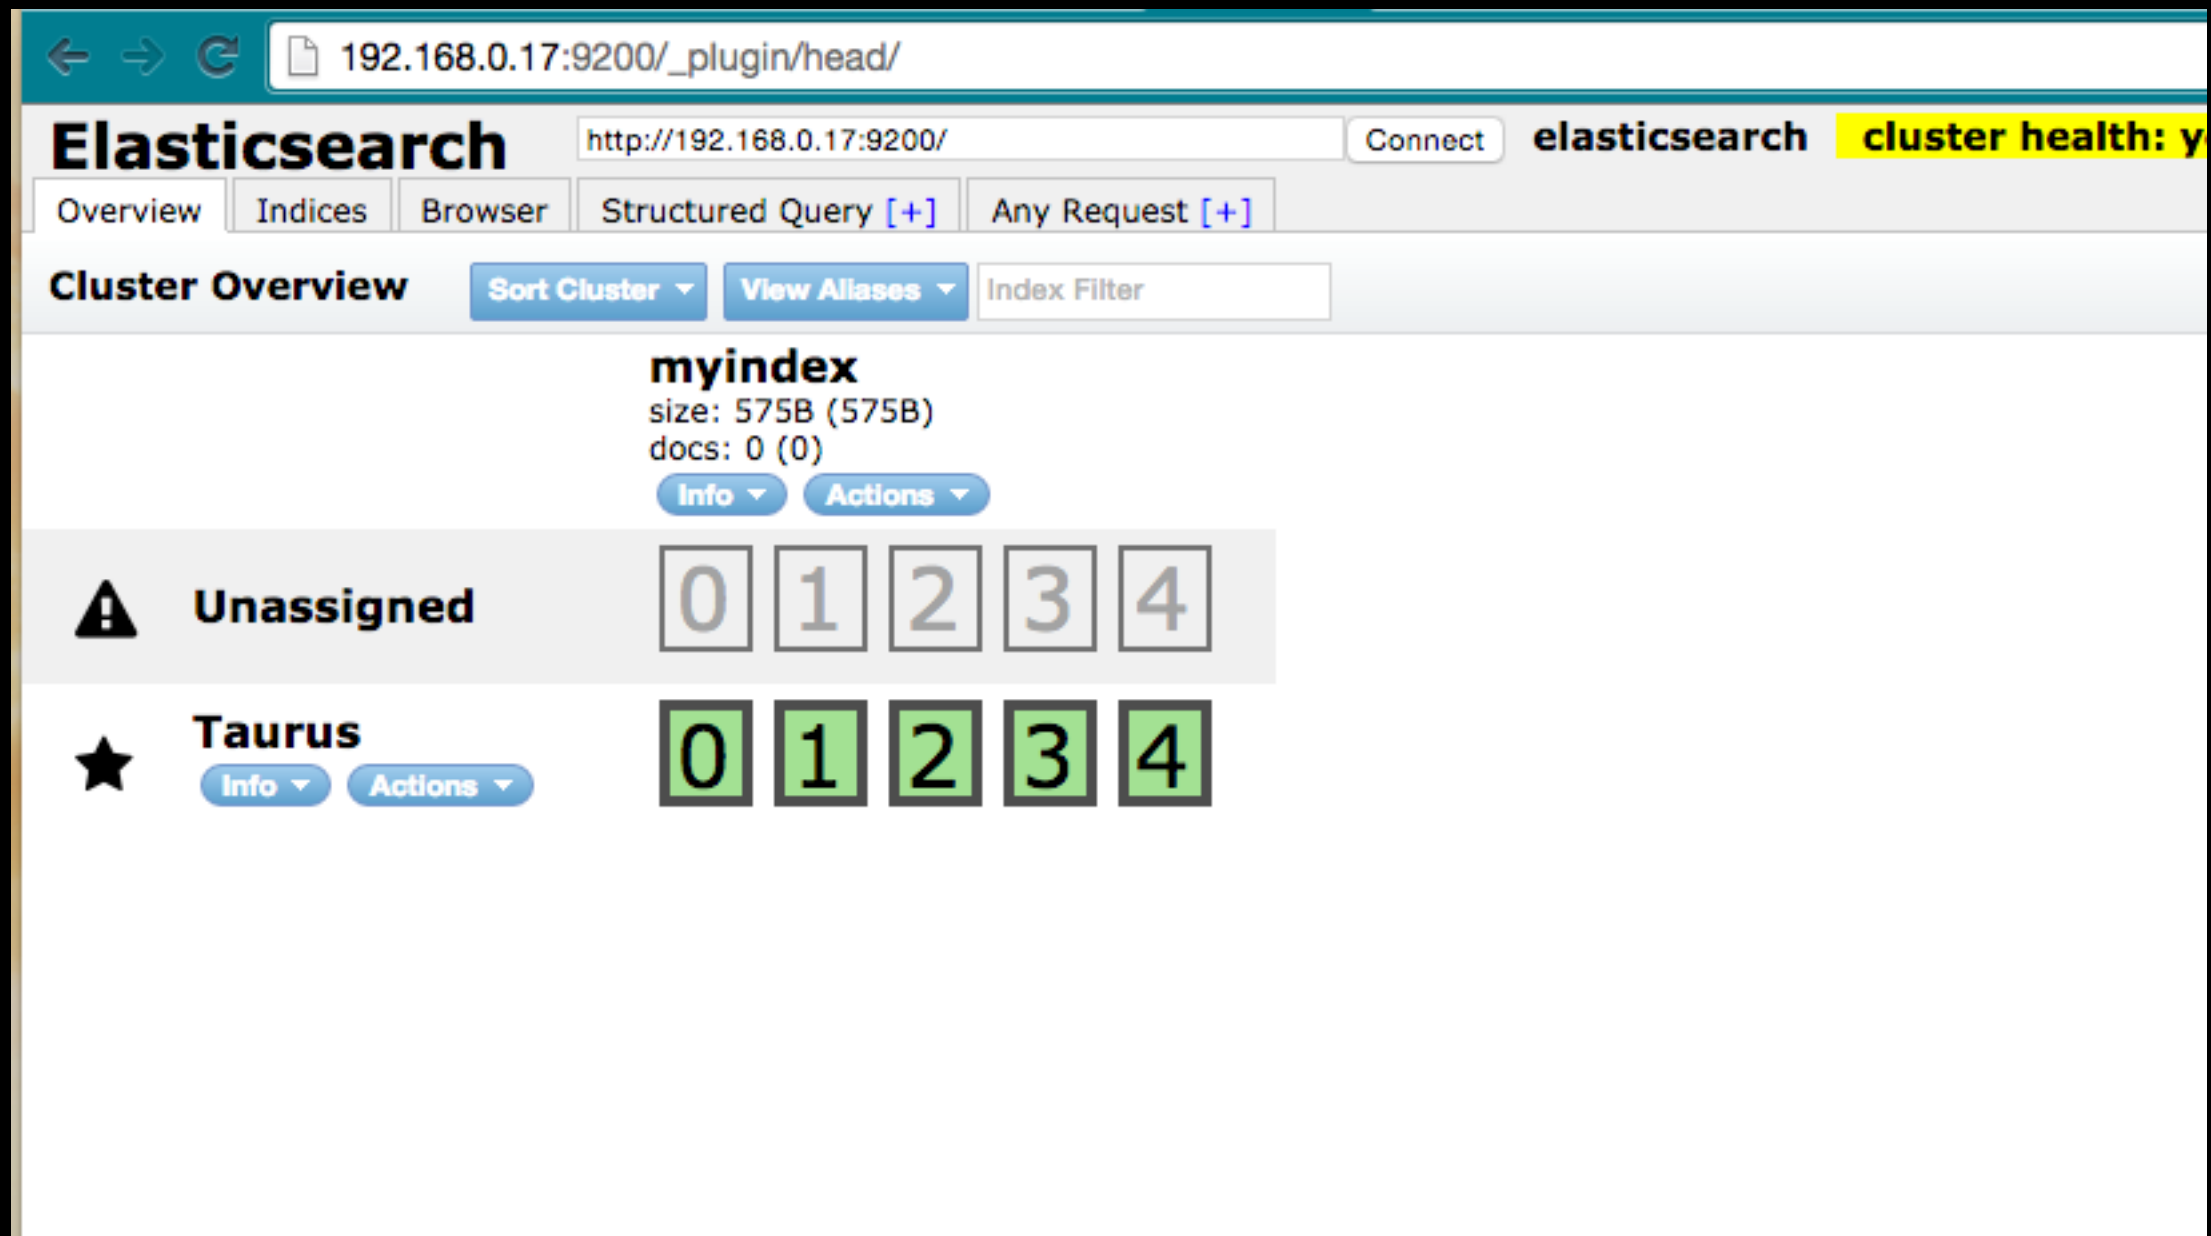 192.168.0.17:9200/_plugin/head/
Elasticsearch
http://192.168.0.17:9200/
Connect
elasticsearch
cluster health:
Overview
Indices
Browser
Structured Query [+]
Any Request [+]
Cluster Overview
Sort Cluster
View Aliases
Index Filter
myindex
size: 575B (575B)
docs: 0 (0)
Info
Actions
Unassigned
0 1 2 3 4
Taurus
Info
Actions
0 1 2 3 4